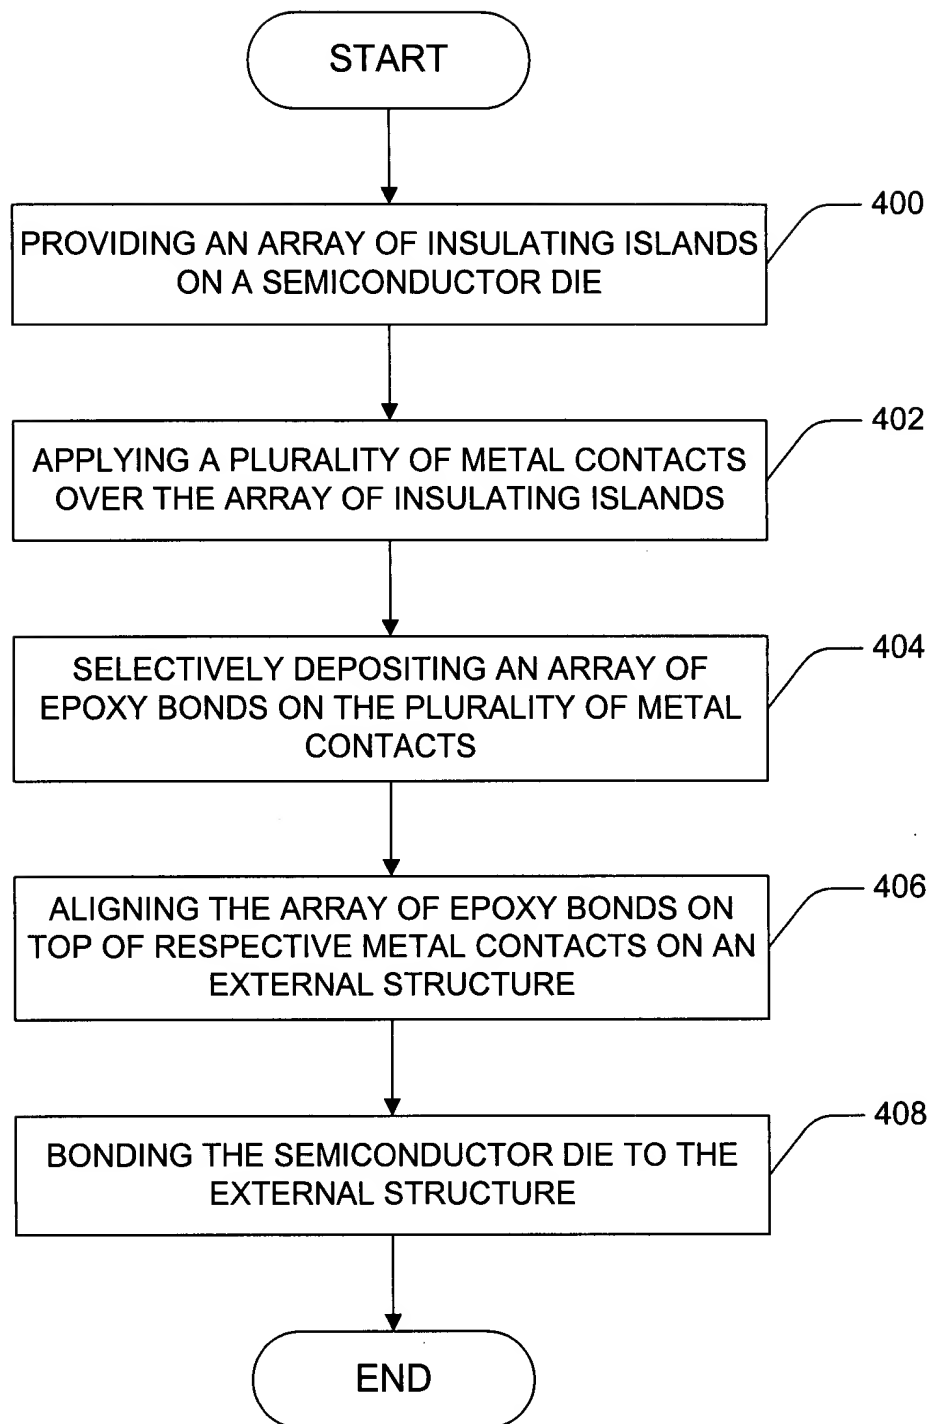 START
400
PROVIDING AN ARRAY OF INSULATING ISLANDS
ON A SEMICONDUCTOR DIE
402
APPLYING A PLURALITY OF METAL CONTACTS
OVER THE ARRAY OF INSULATING ISLANDS
404
SELECTIVELY DEPOSITING AN ARRAY OF
EPOXY BONDS ON THE PLURALITY OF METAL
CONTACTS
406
ALIGNING THE ARRAY OF EPOXY BONDS ON
TOP OF RESPECTIVE METAL CONTACTS ON AN
EXTERNAL STRUCTURE
408
BONDING THE SEMICONDUCTOR DIE TO THE
EXTERNAL STRUCTURE
END